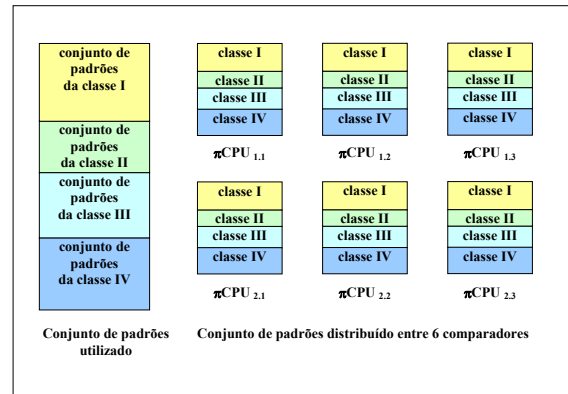 conjunto de
padrões
da classe I
conjunto de
padrões
da classe II
conjunto de
padrões
da classe III
conjunto de
padrões
da classe IV
Conjunto de padrões
utilizado
classe I
classe II
classe III
classe IV
πCPU 1.1
classe I
classe II
classe III
classe IV
πCPU 1.2
classe I
classe II
classe III
classe IV
πCPU 1.3
classe I
classe II
classe III
classe IV
πCPU 2.1
classe I
classe II
classe III
classe IV
πCPU 2.2
classe I
classe II
classe III
classe IV
πCPU 2.3
Conjunto de padrões distribuído entre 6 comparadores